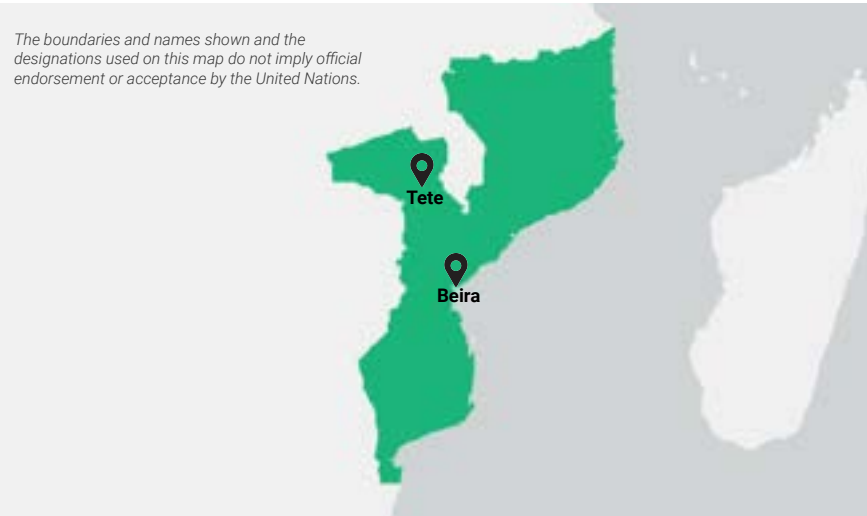 The boundaries and names shown and the
designations used on this map do not imply official
endorsement or acceptance by the United Nations.
Tete
Beira